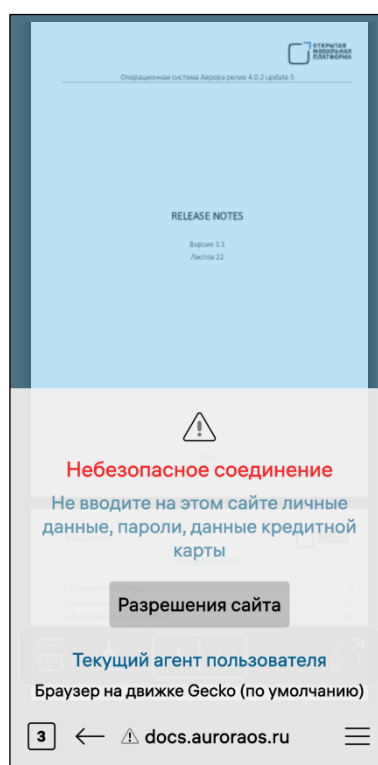 ОТКРЫТАЯ
МОБИЛЬНАЯ
ПЛАТФОРМА
Операционная система Аврора релиз 4.0.2 update 5
RELEASE NOTES
Версия 1.1
Листов 22
Небезопасное соединение
Не вводите на этом сайте личные
данные, пароли, данные кредитной
карты
Разрешения сайта
Текущий агент пользователя
Браузер на движке Gecko (по умолчанию)
3 docs.auroraos.ru